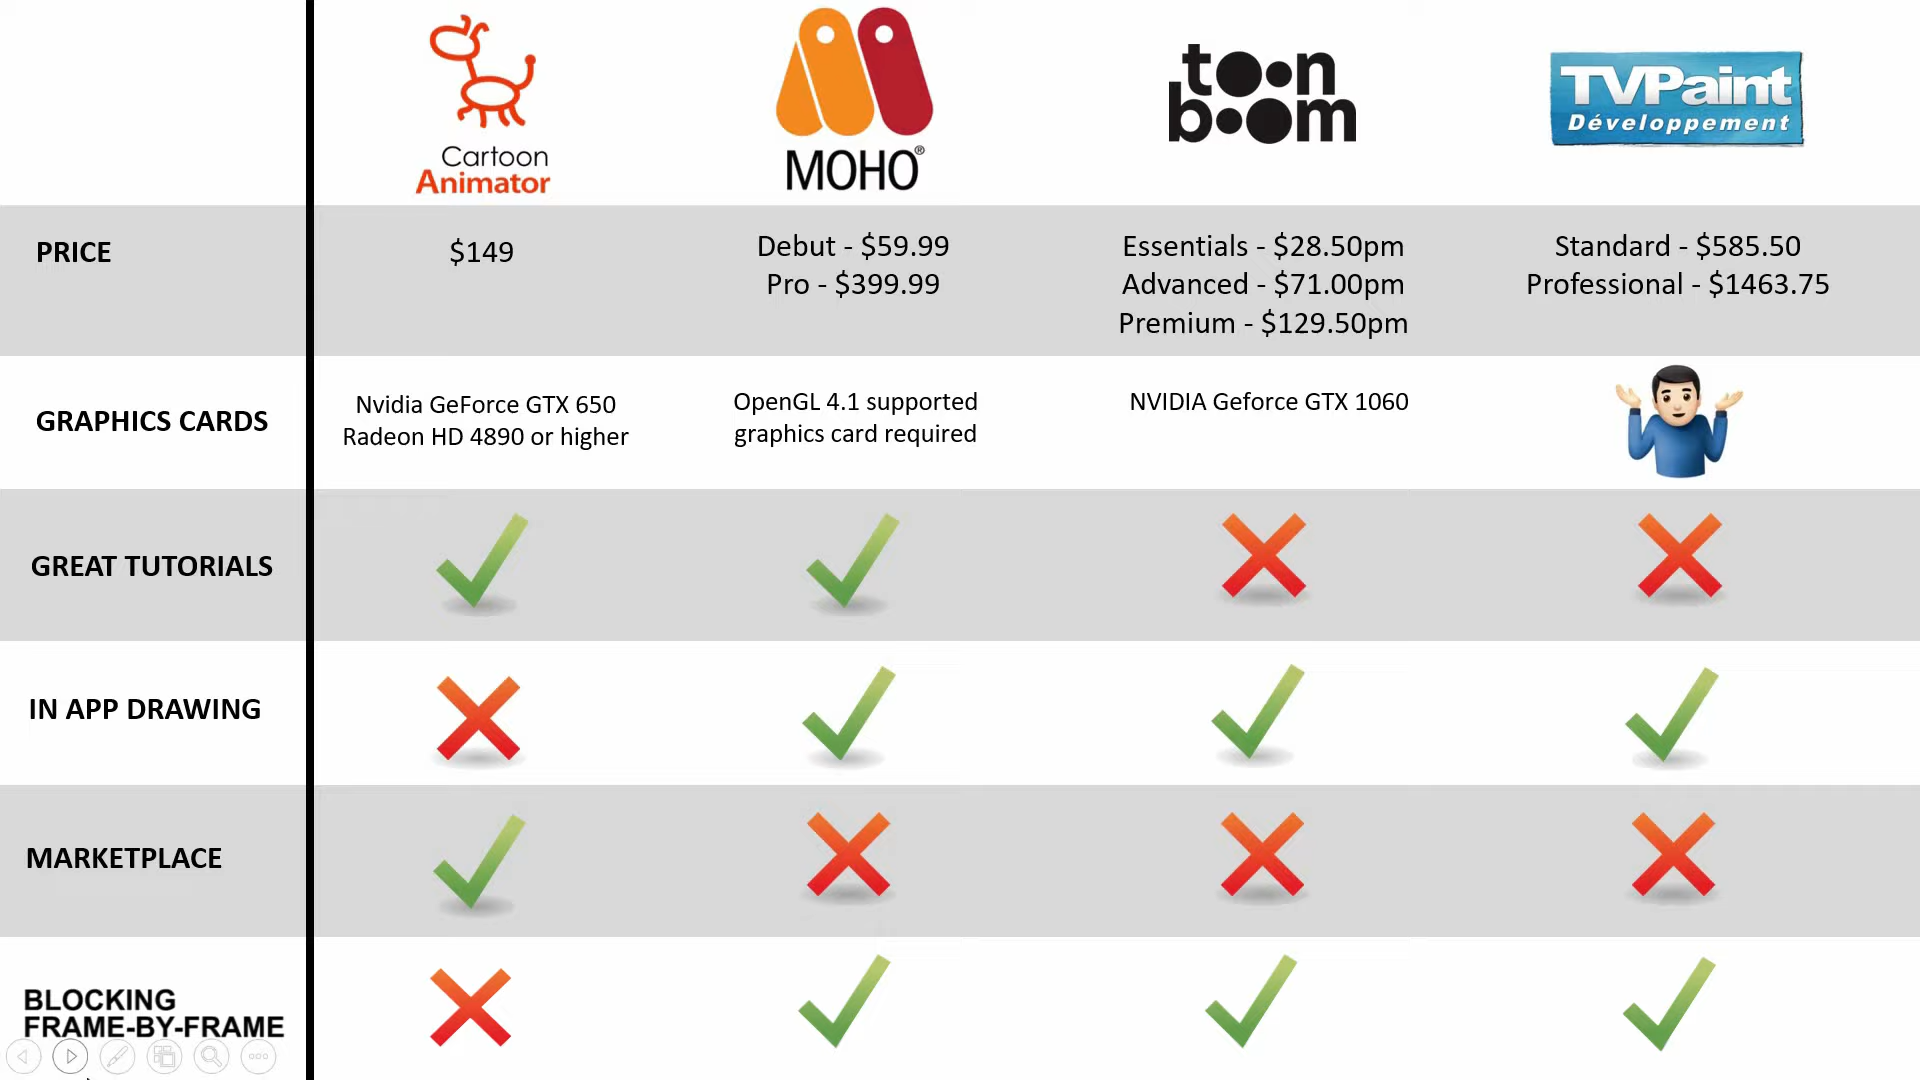 Cartoon
Animator
MOHO®
toon
boom
TVPaint
Développement
PRICE
$149
Debut - $59.99
Pro - $399.99
Essentials - $28.50pm
Advanced - $71.00pm
Premium - $129.50pm
Standard - $585.50
Professional - $1463.75
GRAPHICS CARDS
Nvidia GeForce GTX 650
Radeon HD 4890 or higher
OpenGL 4.1 supported
graphics card required
NVIDIA Geforce GTX 1060
GREAT TUTORIALS
IN APP DRAWING
MARKETPLACE
BLOCKING
FRAME-BY-FRAME